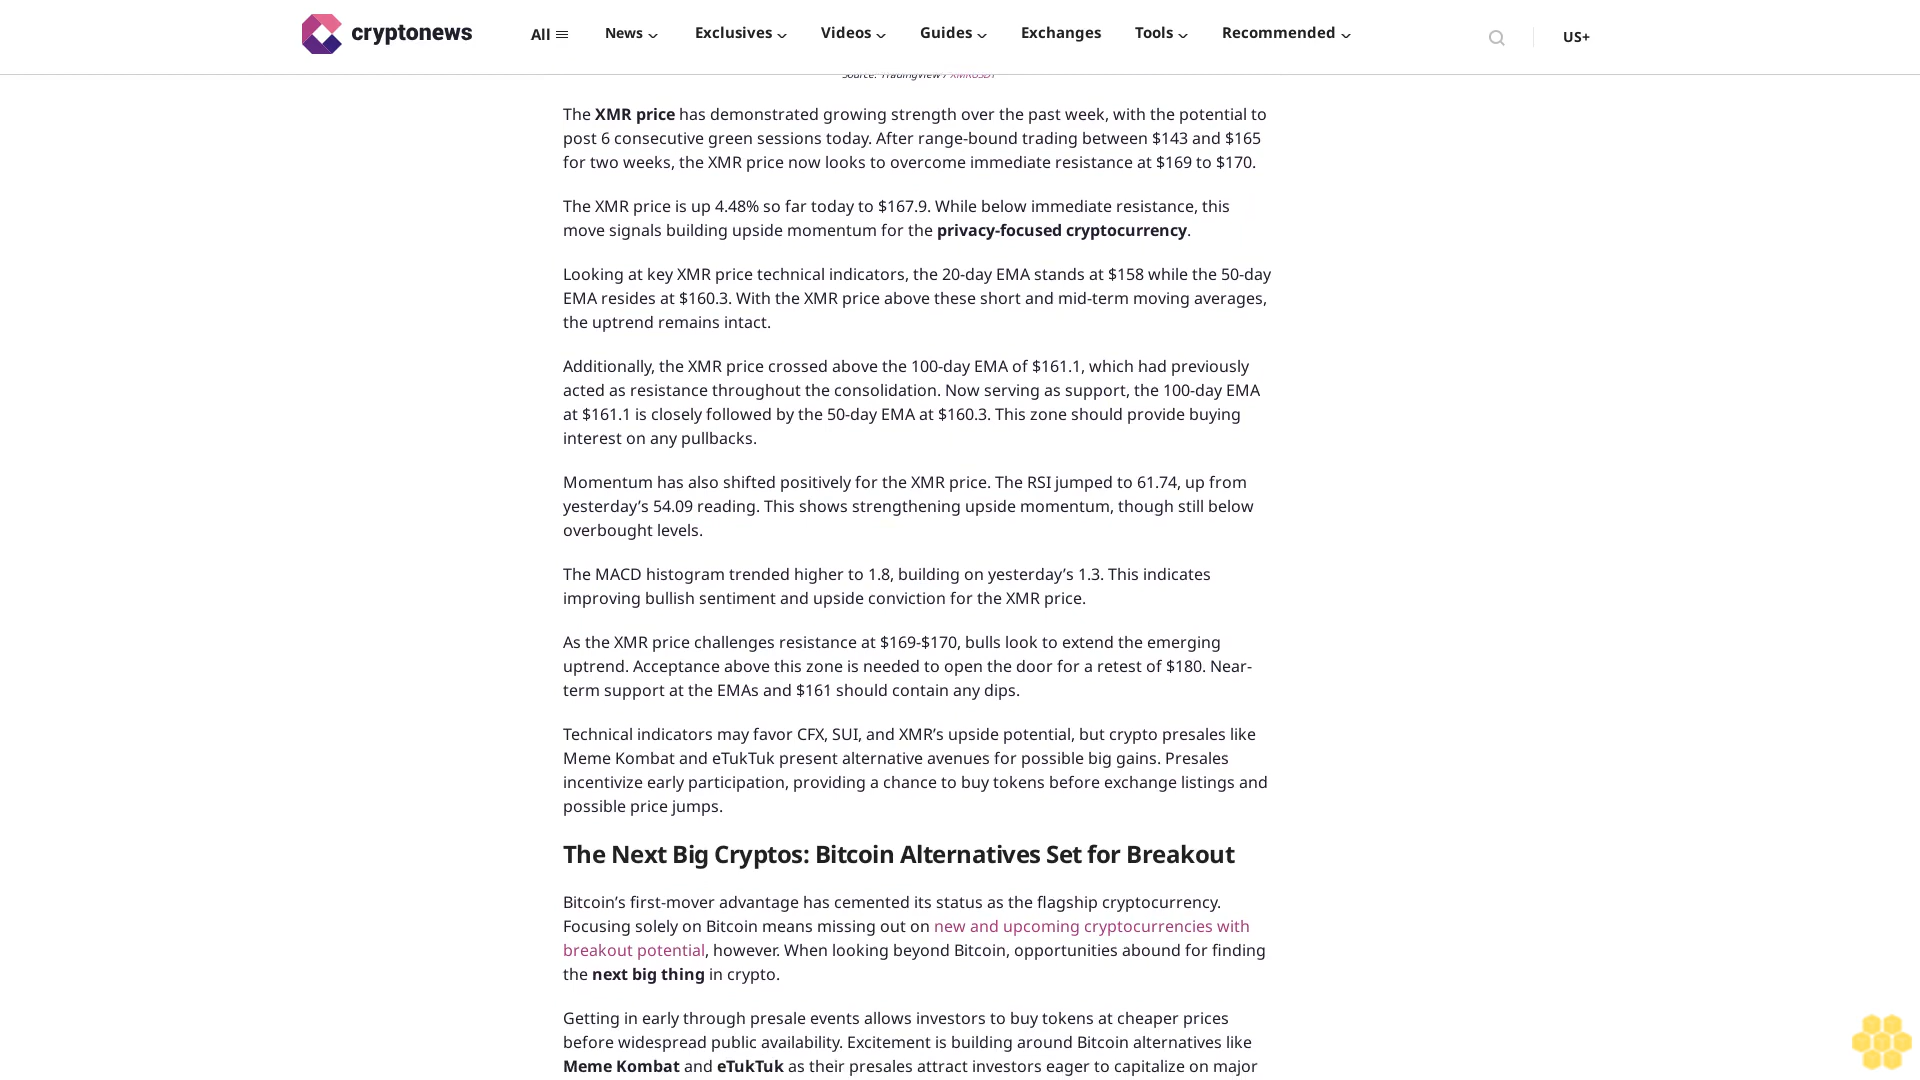 cryptonews
All
News
Exclusives
Videos
Guides
Exchanges
Tools
Recommended
US+
Source: TradingView / XMRUSDT
The XMR price has demonstrated growing strength over the past week, with the potential to
post 6 consecutive green sessions today. After range-bound trading between $143 and $165
for two weeks, the XMR price now looks to overcome immediate resistance at $169 to $170.
The XMR price is up 4.48% so far today to $167.9. While below immediate resistance, this
move signals building upside momentum for the privacy-focused cryptocurrency.
Looking at key XMR price technical indicators, the 20-day EMA stands at $158 while the 50-day
EMA resides at $160.3. With the XMR price above these short and mid-term moving averages,
the uptrend remains intact.
Additionally, the XMR price crossed above the 100-day EMA of $161.1, which had previously
acted as resistance throughout the consolidation. Now serving as support, the 100-day EMA
at $161.1 is closely followed by the 50-day EMA at $160.3. This zone should provide buying
interest on any pullbacks.
Momentum has also shifted positively for the XMR price. The RSI jumped to 61.74, up from
yesterday’s 54.09 reading. This shows strengthening upside momentum, though still below
overbought levels.
The MACD histogram trended higher to 1.8, building on yesterday’s 1.3. This indicates
improving bullish sentiment and upside conviction for the XMR price.
As the XMR price challenges resistance at $169-$170, bulls look to extend the emerging
uptrend. Acceptance above this zone is needed to open the door for a retest of $180. Near-
term support at the EMAs and $161 should contain any dips.
Technical indicators may favor CFX, SUI, and XMR’s upside potential, but crypto presales like
Meme Kombat and eTukTuk present alternative avenues for possible big gains. Presales
incentivize early participation, providing a chance to buy tokens before exchange listings and
possible price jumps.
The Next Big Cryptos: Bitcoin Alternatives Set for Breakout
Bitcoin’s first-mover advantage has cemented its status as the flagship cryptocurrency.
Focusing solely on Bitcoin means missing out on new and upcoming cryptocurrencies with
breakout potential, however. When looking beyond Bitcoin, opportunities abound for finding
the next big thing in crypto.
Getting in early through presale events allows investors to buy tokens at cheaper prices
before widespread public availability. Excitement is building around Bitcoin alternatives like
Meme Kombat and eTukTuk as their presales attract investors eager to capitalize on major